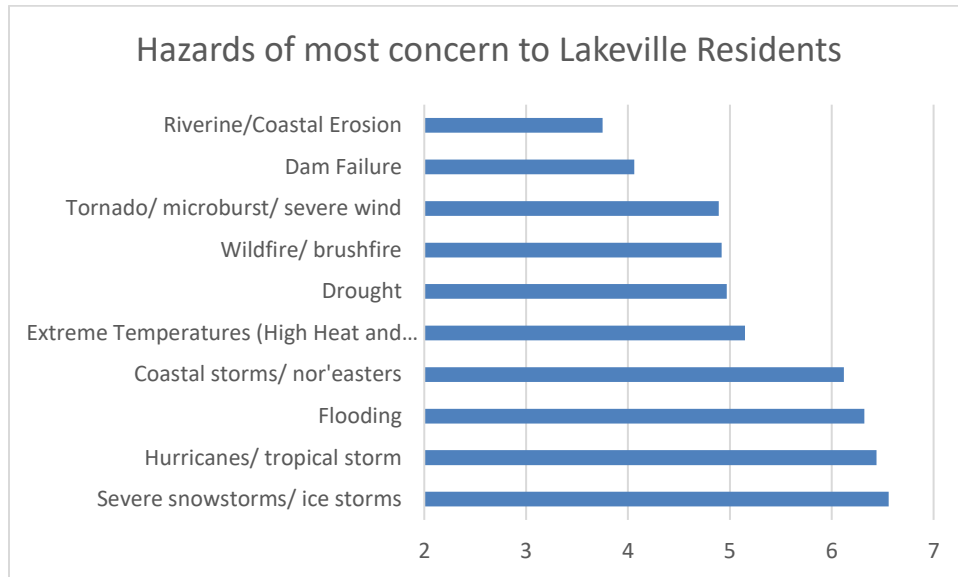 Hazards of most concern to Lakeville Residents
Riverine/Coastal Erosion
Dam Failure
Tornado/ microburst/ severe wind
Wildfire/ brushfire
Drought
Extreme Temperatures (High Heat and...
Coastal storms/ nor'easters
Flooding
Hurricanes/ tropical storm
Severe snowstorms/ ice storms
2 3 4 5 6 7